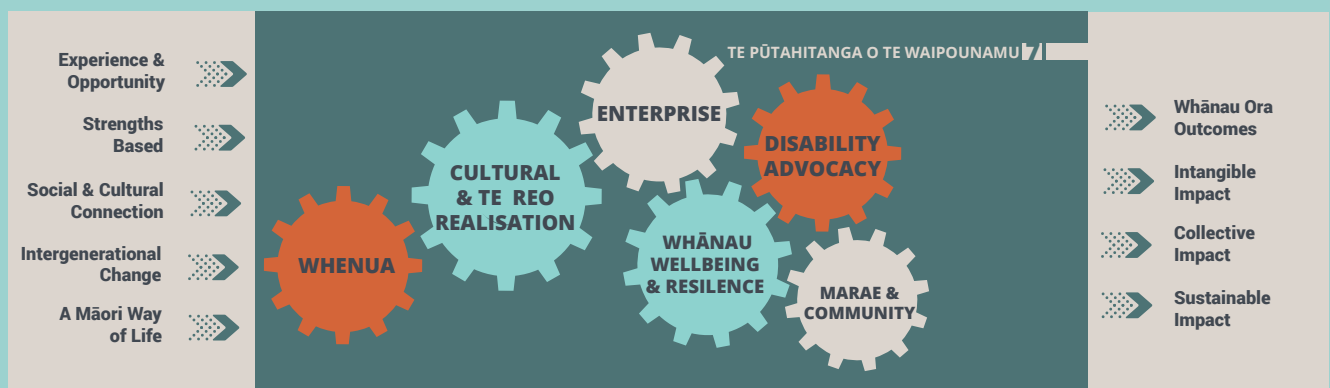 Experience &
Opportunity
Strengths
Based
Social & Cultural
Connection
Intergenerational
Change
A Māori Way
of Life
TE PŪTAHITANGA O TE WAIPOUNAMU
WHENUA
CULTURAL
& TE REO
REALISATION
ENTERPRISE
DISABILITY
ADVOCACY
WHĀNAU
WELLBEING
& RESILENCE
MARAE &
COMMUNITY
Whānau Ora
Outcomes
Intangible
Impact
Collective
Impact
Sustainable
Impact